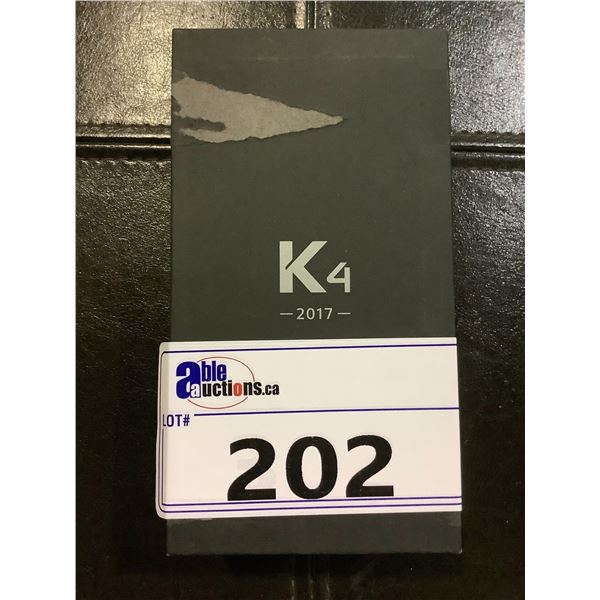 K4
— 2017 —
able
auctions.ca
LOT#
202